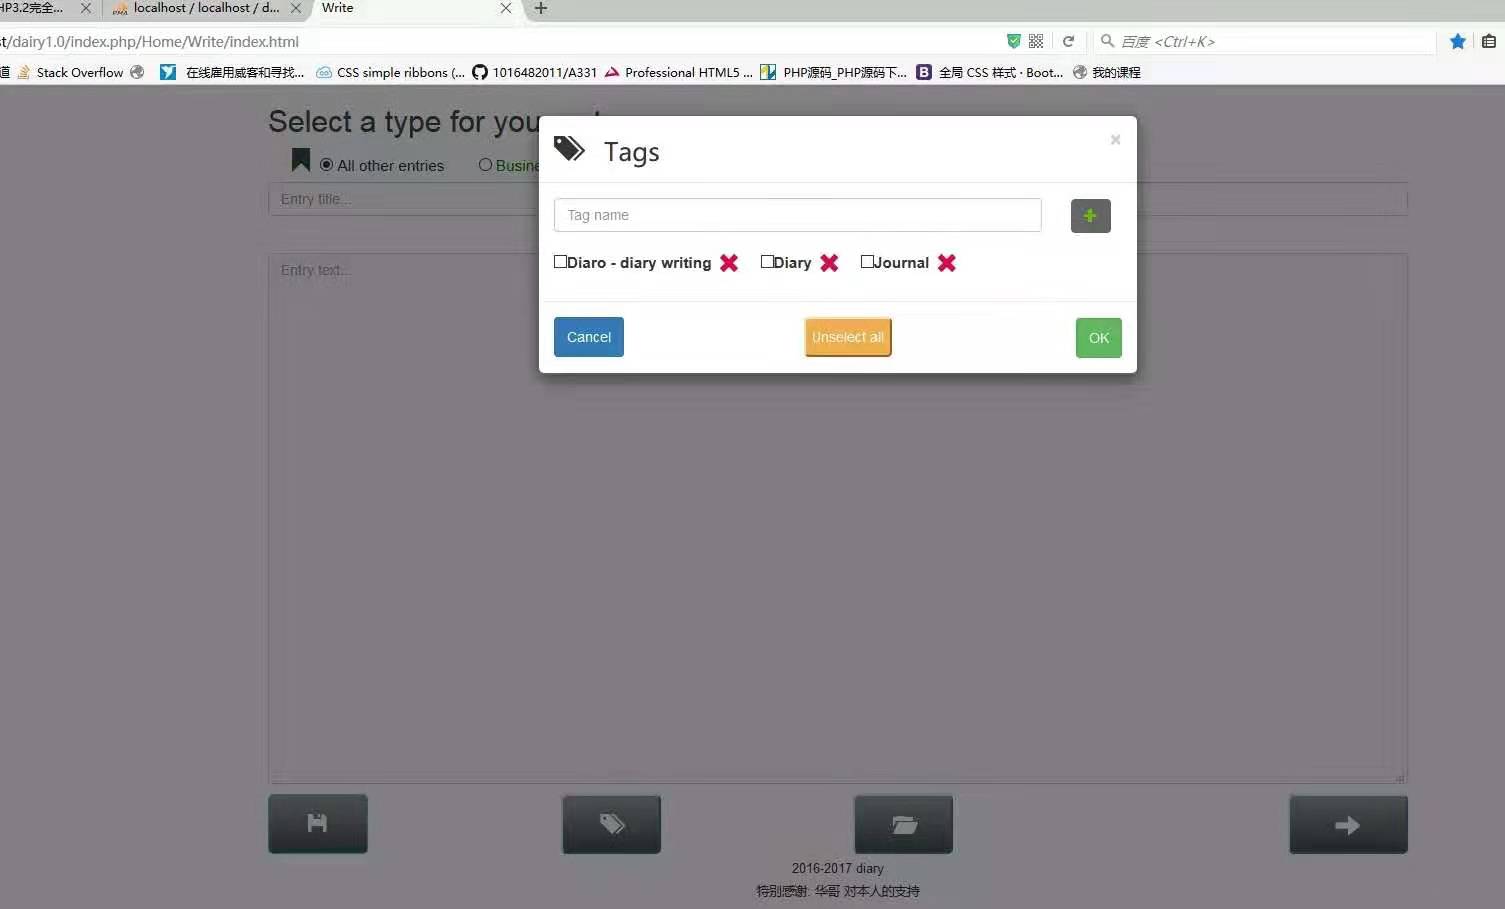 HP3.2完全... localhost / localhost / d... Write
/dairy1.0/index.php/Home/Write/index.html 百度 <Ctrl+K>
道 Stack Overflow 在线雇用威客和寻找... CSS simple ribbons (... 1016482011/A331 Professional HTML5 ... PHP源码_PHP源码下... B 全局 CSS 样式 · Boot... 我的课程
Select a type for you
Tags ×
All other entries Busine
Entry title...
Tag name
Entry text...
Diaro - diary writing Diary Journal
Cancel Unselect all OK
2016-2017 diary
特别感谢: 华哥 对本人的支持